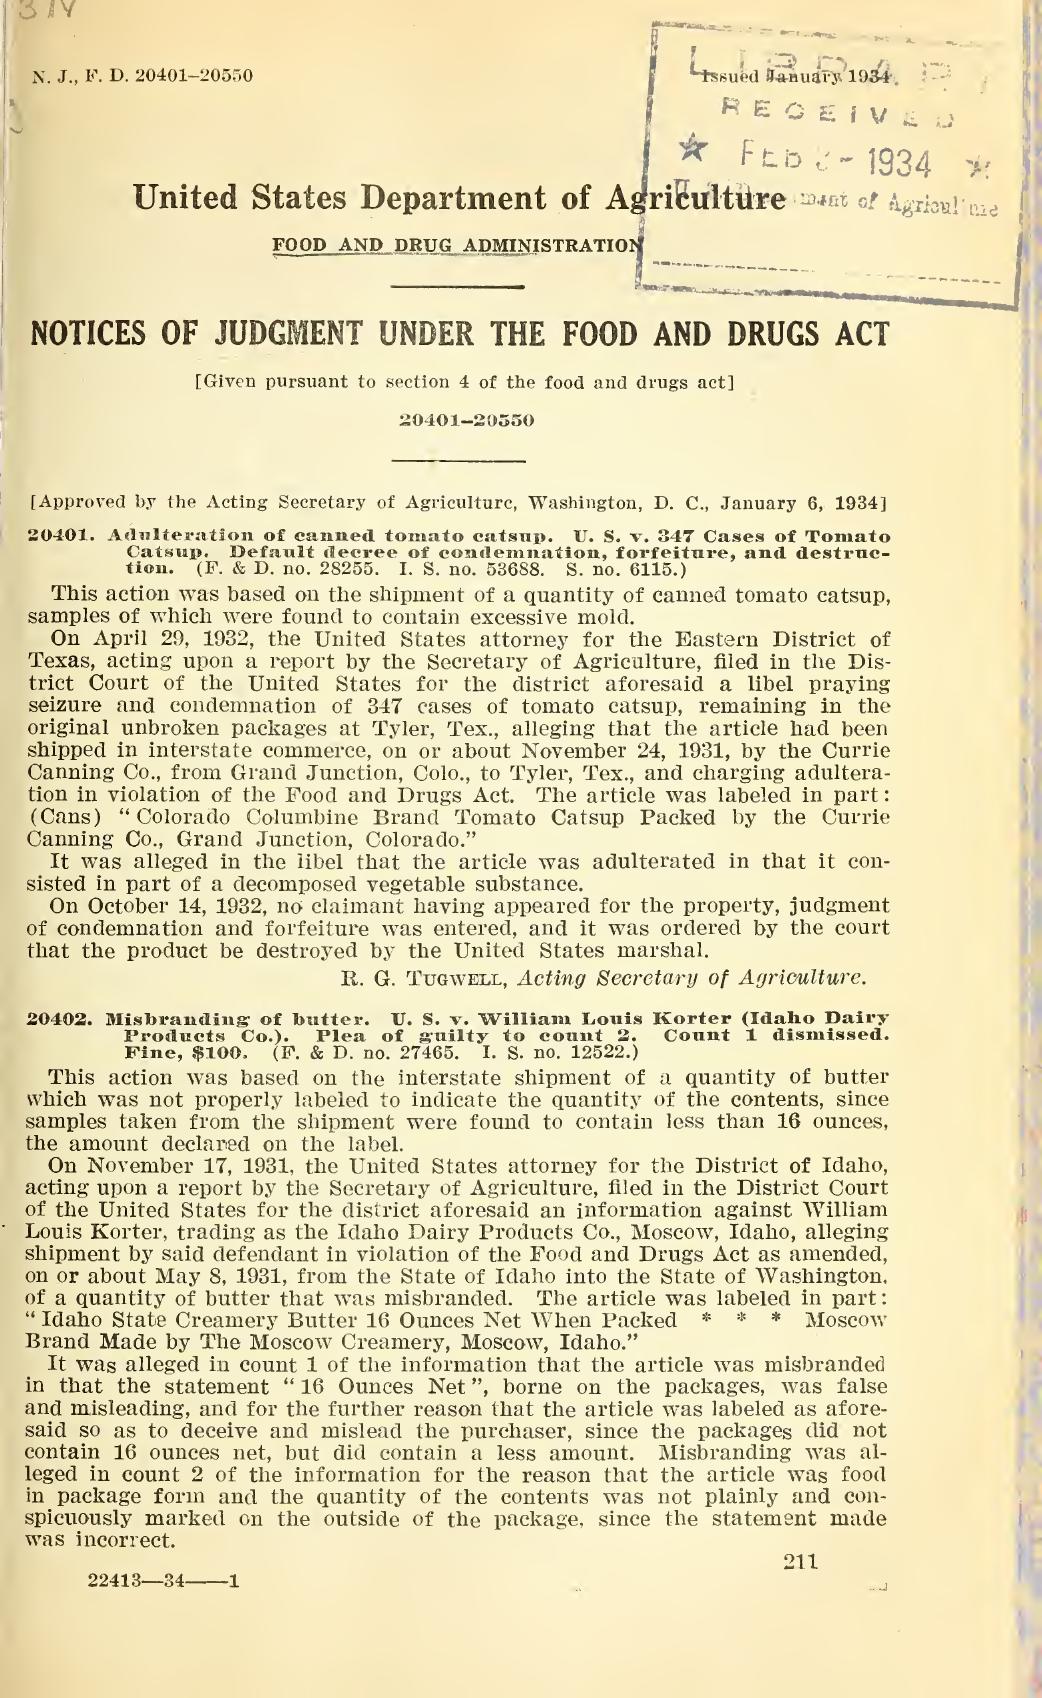 N. J., F. D. 20401–20550
Issued January, 1934
LIBRARY
RECEIVED
★ FEB - 1934 ★
ment of Agriculture
United States Department of Agriculture
FOOD AND DRUG ADMINISTRATION
NOTICES OF JUDGMENT UNDER THE FOOD AND DRUGS ACT
[Given pursuant to section 4 of the food and drugs act]
20401–20550
[Approved by the Acting Secretary of Agriculture, Washington, D. C., January 6, 1934]
20401. Adulteration of canned tomato catsup. U. S. v. 347 Cases of Tomato
Catsup. Default decree of condemnation, forfeiture, and destruc-
tion. (F. & D. no. 28255. I. S. no. 53688. S. no. 6115.)
This action was based on the shipment of a quantity of canned tomato catsup,
samples of which were found to contain excessive mold.
On April 29, 1932, the United States attorney for the Eastern District of
Texas, acting upon a report by the Secretary of Agriculture, filed in the Dis-
trict Court of the United States for the district aforesaid a libel praying
seizure and condemnation of 347 cases of tomato catsup, remaining in the
original unbroken packages at Tyler, Tex., alleging that the article had been
shipped in interstate commerce, on or about November 24, 1931, by the Currie
Canning Co., from Grand Junction, Colo., to Tyler, Tex., and charging adultera-
tion in violation of the Food and Drugs Act. The article was labeled in part:
(Cans) “Colorado Columbine Brand Tomato Catsup Packed by the Currie
Canning Co., Grand Junction, Colorado.”
It was alleged in the libel that the article was adulterated in that it con-
sisted in part of a decomposed vegetable substance.
On October 14, 1932, no claimant having appeared for the property, judgment
of condemnation and forfeiture was entered, and it was ordered by the court
that the product be destroyed by the United States marshal.
R. G. TUGWELL, Acting Secretary of Agriculture.
20402. Misbranding of butter. U. S. v. William Louis Korter (Idaho Dairy
Products Co.). Plea of guilty to count 2. Count 1 dismissed.
Fine, $100. (F. & D. no. 27465. I. S. no. 12522.)
This action was based on the interstate shipment of a quantity of butter
which was not properly labeled to indicate the quantity of the contents, since
samples taken from the shipment were found to contain less than 16 ounces,
the amount declared on the label.
On November 17, 1931, the United States attorney for the District of Idaho,
acting upon a report by the Secretary of Agriculture, filed in the District Court
of the United States for the district aforesaid an information against William
Louis Korter, trading as the Idaho Dairy Products Co., Moscow, Idaho, alleging
shipment by said defendant in violation of the Food and Drugs Act as amended,
on or about May 8, 1931, from the State of Idaho into the State of Washington,
of a quantity of butter that was misbranded. The article was labeled in part:
“Idaho State Creamery Butter 16 Ounces Net When Packed * * * Moscow
Brand Made by The Moscow Creamery, Moscow, Idaho.”
It was alleged in count 1 of the information that the article was misbranded
in that the statement “16 Ounces Net”, borne on the packages, was false
and misleading, and for the further reason that the article was labeled as afore-
said so as to deceive and mislead the purchaser, since the packages did not
contain 16 ounces net, but did contain a less amount. Misbranding was al-
leged in count 2 of the information for the reason that the article was food
in package form and the quantity of the contents was not plainly and con-
spicuously marked on the outside of the package, since the statement made
was incorrect.
211
22413—34——1